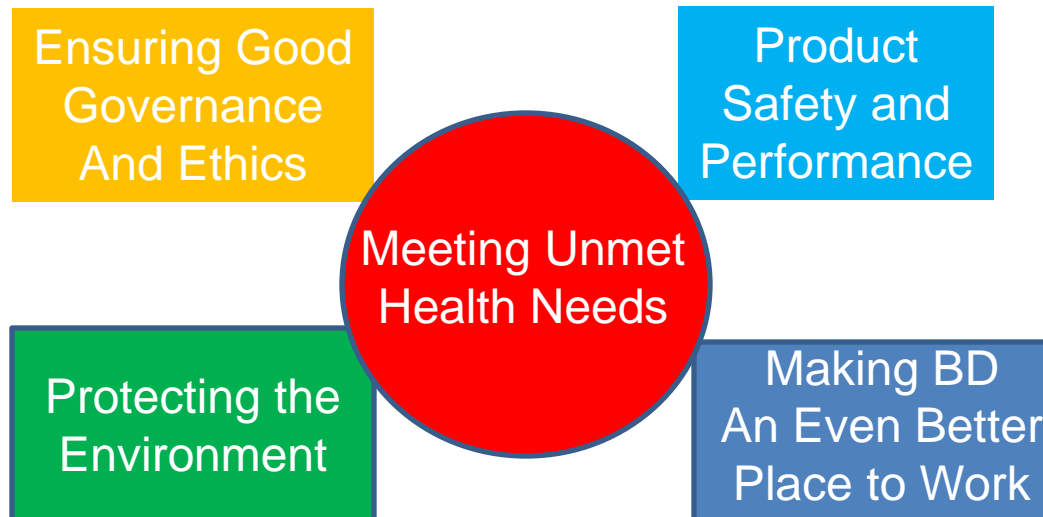 Ensuring Good
Governance
And Ethics
Product
Safety and
Performance
Meeting Unmet
Health Needs
Protecting the
Environment
Making BD
An Even Better
Place to Work